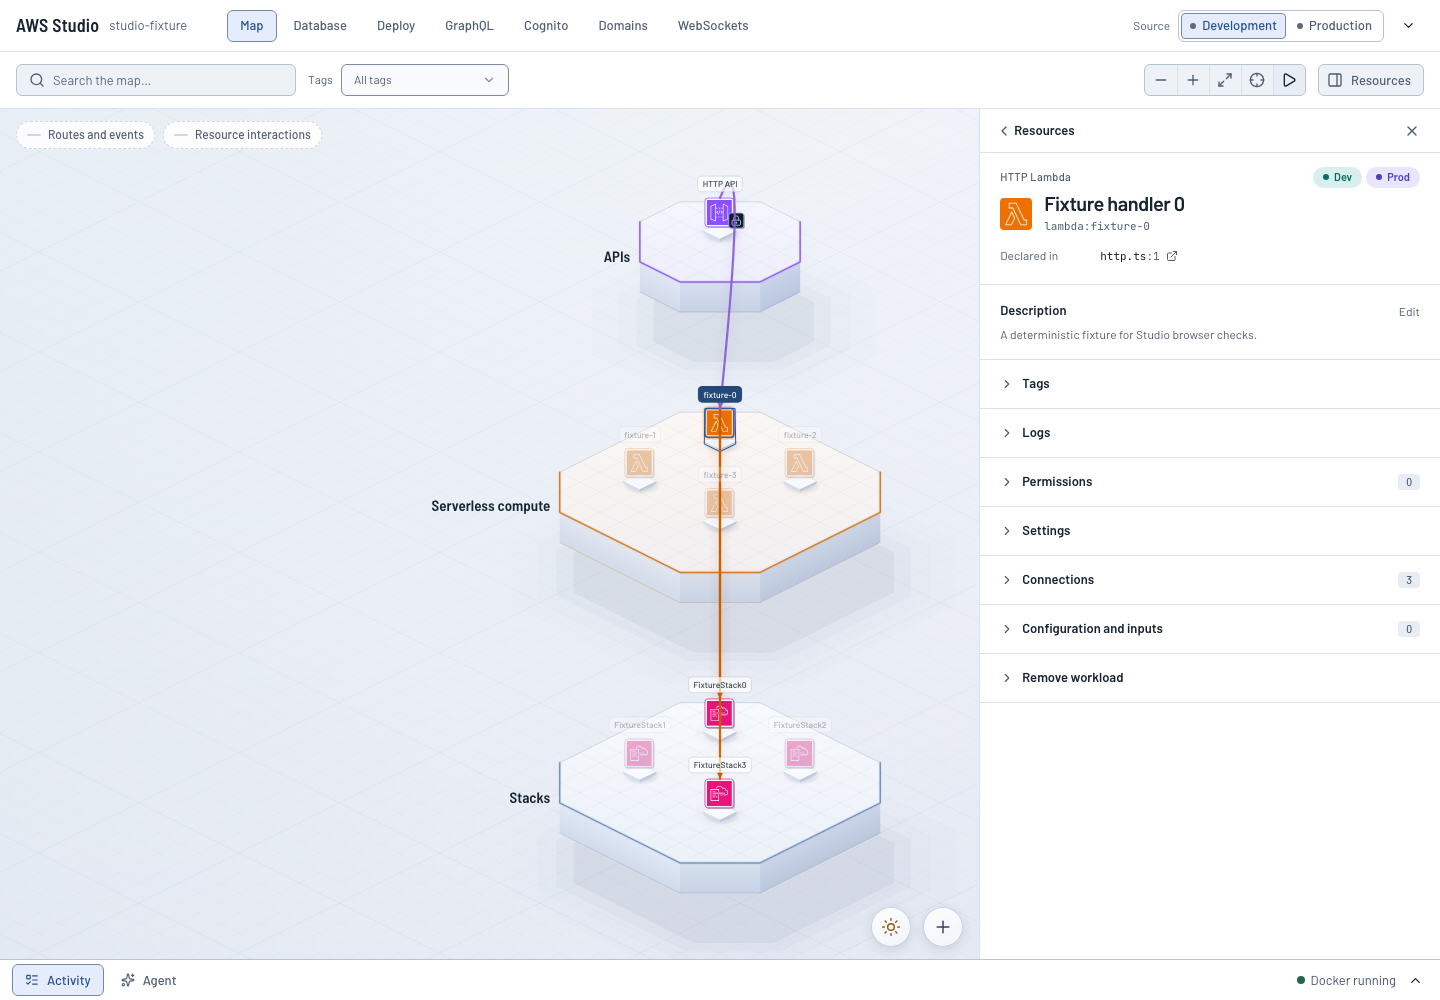 AWS Studio studio-fixture Map Database Deploy GraphQL Cognito Domains WebSockets Source Development Production
Search the map... Tags All tags Resources
Routes and events Resource interactions
HTTP API
APIs
fixture-0
fixture-1
fixture-2
fixture-3
Serverless compute
FixtureStack0
FixtureStack1
FixtureStack2
FixtureStack3
Stacks
Resources
HTTP Lambda Dev Prod
Fixture handler 0
lambda:fixture-0
Declared in http.ts:1
Description Edit
A deterministic fixture for Studio browser checks.
Tags
Logs
Permissions 0
Settings
Connections 3
Configuration and inputs 0
Remove workload
Activity Agent Docker running